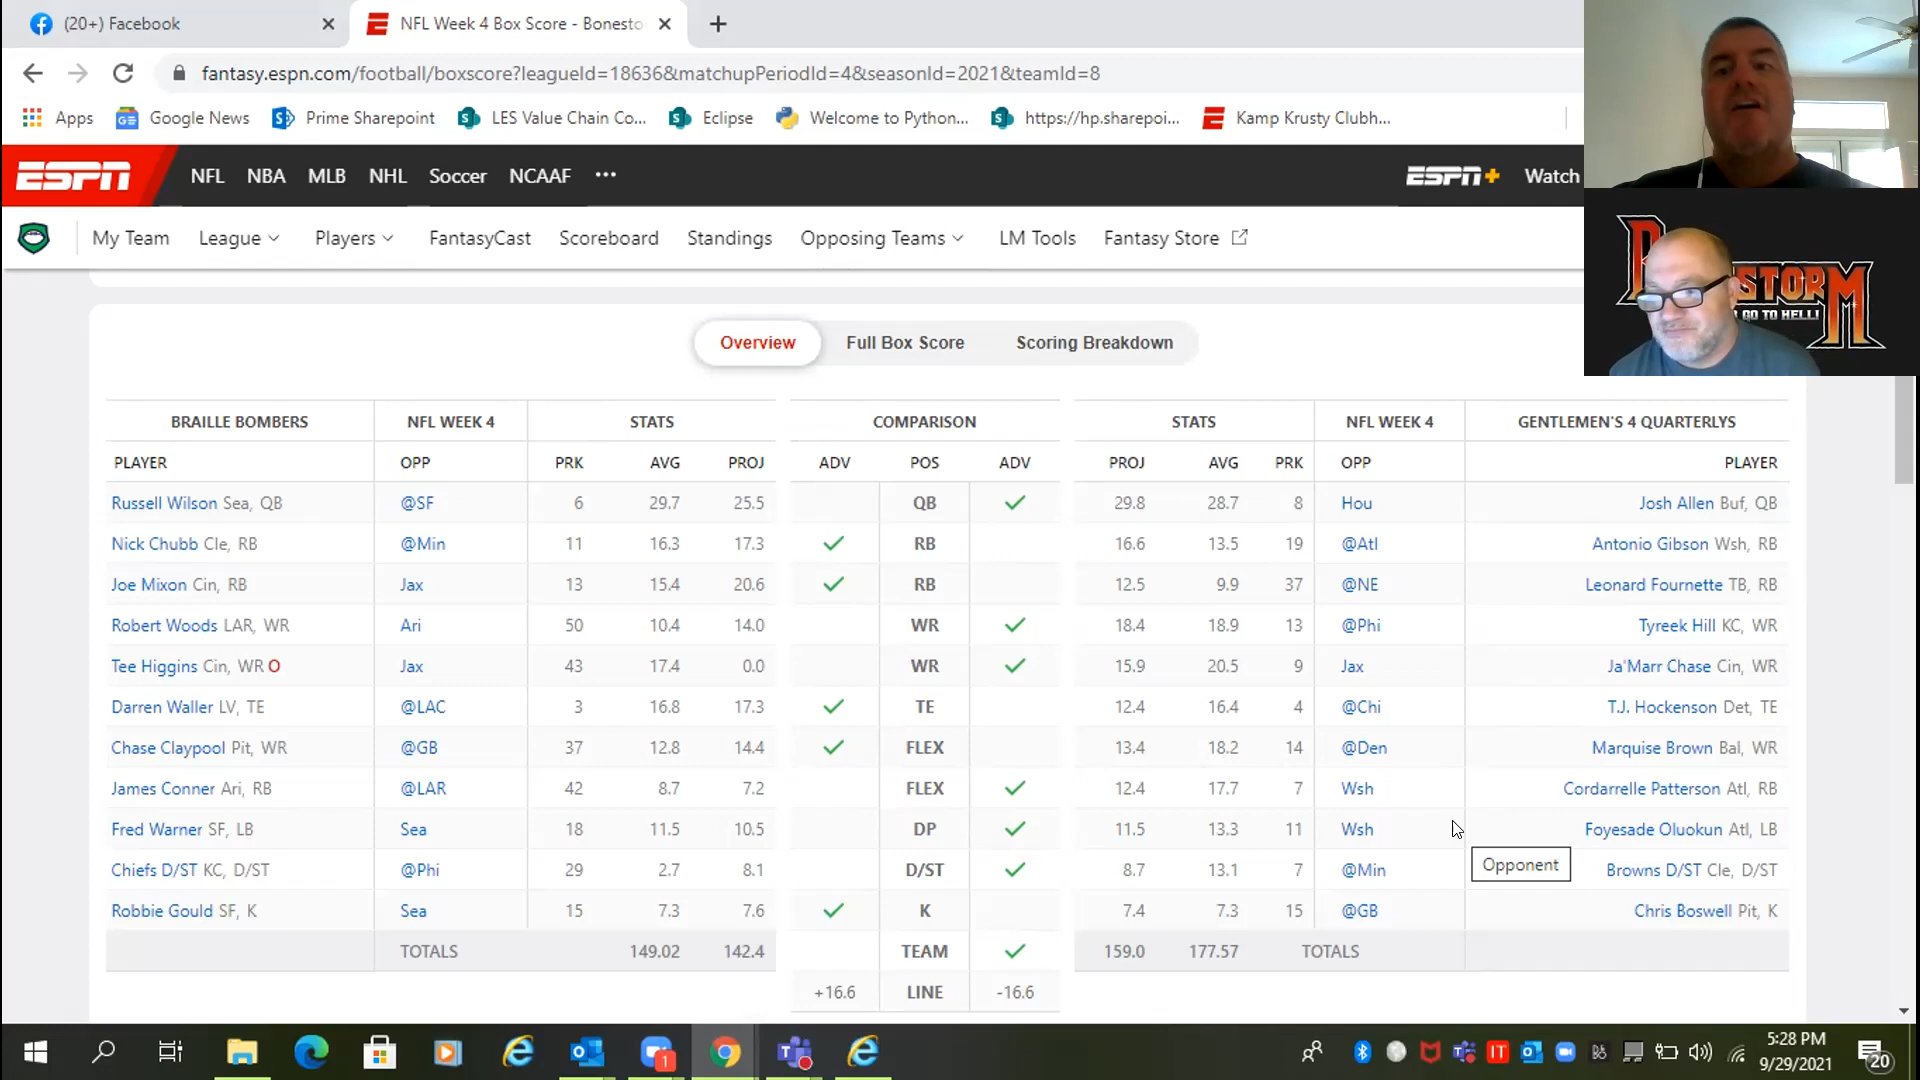 (20+) Facebook
NFL Week 4 Box Score - Bonesto
fantasy.espn.com/football/boxscore?leagueId=18636&matchupPeriodId=4&seasonId=2021&teamId=8
Apps Google News Prime Sharepoint LES Value Chain Co... Eclipse Welcome to Python... https://hp.sharepoi... Kamp Krusty Clubh...
ESPN NFL NBA MLB NHL Soccer NCAAF ••• ESPN+ Watch
My Team League Players FantasyCast Scoreboard Standings Opposing Teams LM Tools Fantasy Store
STORM
GO TO HELL!
Overview Full Box Score Scoring Breakdown
BRAILLE BOMBERS NFL WEEK 4 STATS COMPARISON STATS NFL WEEK 4 GENTLEMEN'S 4 QUARTERLYS
PLAYER OPP PRK AVG PROJ ADV POS ADV PROJ AVG PRK OPP PLAYER
Russell Wilson Sea, QB @SF 6 29.7 25.5 QB ✓ 29.8 28.7 8 Hou Josh Allen Buf, QB
Nick Chubb Cle, RB @Min 11 16.3 17.3 ✓ RB 16.6 13.5 19 @Atl Antonio Gibson Wsh, RB
Joe Mixon Cin, RB Jax 13 15.4 20.6 ✓ RB 12.5 9.9 37 @NE Leonard Fournette TB, RB
Robert Woods LAR, WR Ari 50 10.4 14.0 WR ✓ 18.4 18.9 13 @Phi Tyreek Hill KC, WR
Tee Higgins Cin, WR O Jax 43 17.4 0.0 WR ✓ 15.9 20.5 9 Jax Ja'Marr Chase Cin, WR
Darren Waller LV, TE @LAC 3 16.8 17.3 ✓ TE 12.4 16.4 4 @Chi T.J. Hockenson Det, TE
Chase Claypool Pit, WR @GB 37 12.8 14.4 ✓ FLEX 13.4 18.2 14 @Den Marquise Brown Bal, WR
James Conner Ari, RB @LAR 42 8.7 7.2 FLEX ✓ 12.4 17.7 7 Wsh Cordarrelle Patterson Atl, RB
Fred Warner SF, LB Sea 18 11.5 10.5 DP ✓ 11.5 13.3 11 Wsh Foyesade Oluokun Atl, LB
Chiefs D/ST KC, D/ST @Phi 29 2.7 8.1 D/ST ✓ 8.7 13.1 7 @Min Browns D/ST Cle, D/ST
Opponent
Robbie Gould SF, K Sea 15 7.3 7.6 ✓ K 7.4 7.3 15 @GB Chris Boswell Pit, K
TOTALS 149.02 142.4 TEAM ✓ 159.0 177.57 TOTALS
+16.6 LINE -16.6
1
IT
5:28 PM
9/29/2021
20